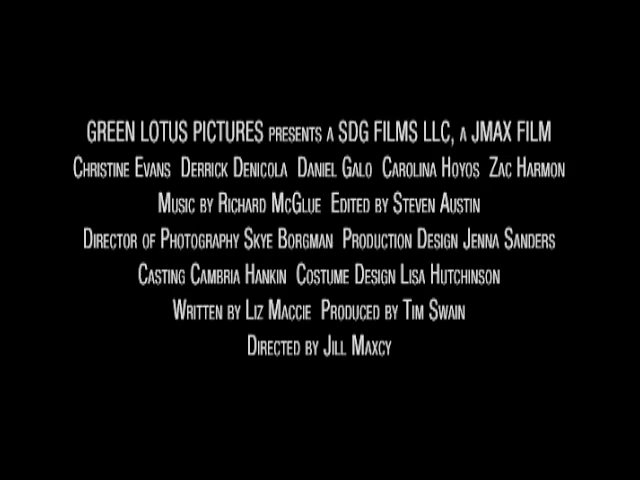 GREEN LOTUS PICTURES PRESENTS A SDG FILMS LLC, A JMAX FILM
CHRISTINE EVANS DERRICK DENICOLA DANIEL GALO CAROLINA HOYOS ZAC HARMON
MUSIC BY RICHARD MCGLUE EDITED BY STEVEN AUSTIN
DIRECTOR OF PHOTOGRAPHY SKYE BORGMAN PRODUCTION DESIGN JENNA SANDERS
CASTING CAMBRIA HANKIN COSTUME DESIGN LISA HUTCHINSON
WRITTEN BY LIZ MACCIE PRODUCED BY TIM SWAIN
DIRECTED BY JILL MAXCY